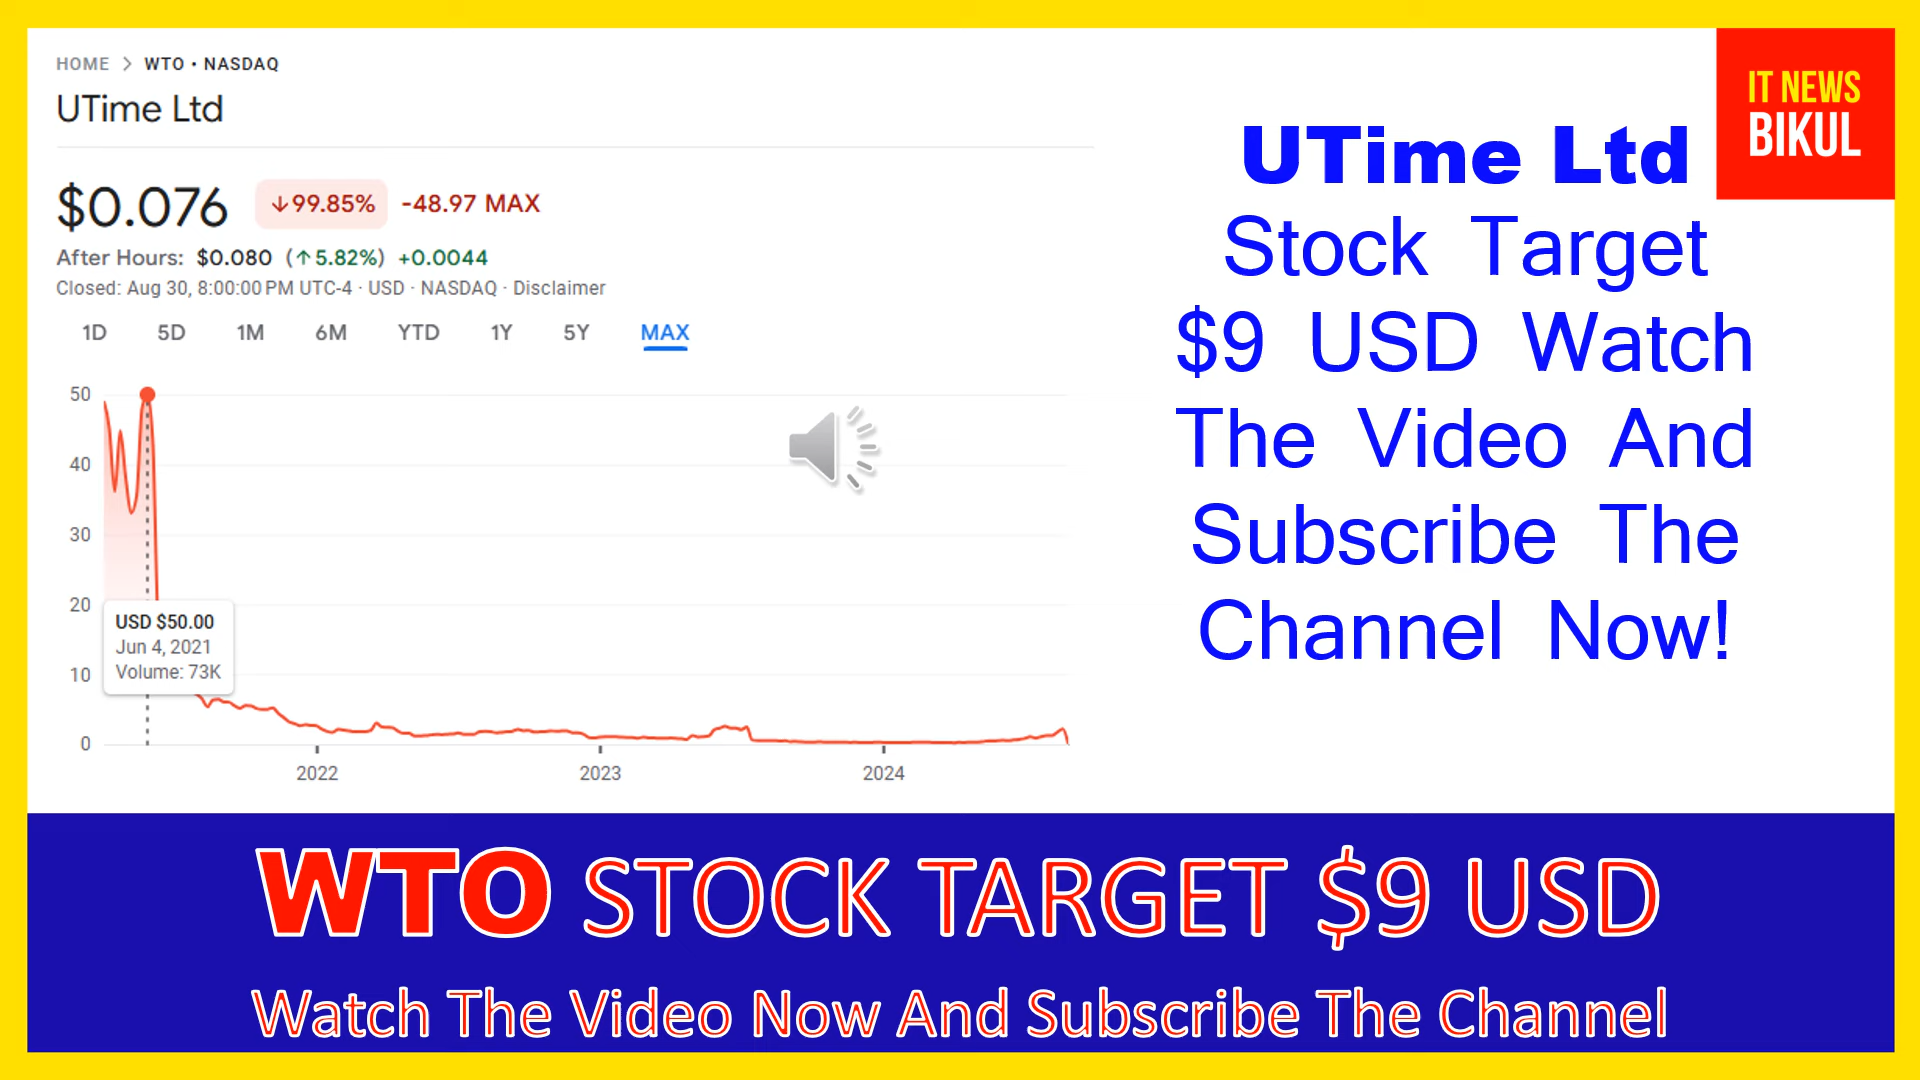 HOME > WTO • NASDAQ
UTime Ltd
$0.076 ↓99.85% -48.97 MAX
After Hours: $0.080 (↑5.82%) +0.0044
Closed: Aug 30, 8:00:00 PM UTC-4 · USD · NASDAQ · Disclaimer
1D 5D 1M 6M YTD 1Y 5Y MAX
50
40
30
20
10
0
USD $50.00
Jun 4, 2021
Volume: 73K
2022 2023 2024
IT NEWS
BIKUL
UTime Ltd
Stock Target
$9 USD Watch
The Video And
Subscribe The
Channel Now!
WTO STOCK TARGET $9 USD
Watch The Video Now And Subscribe The Channel